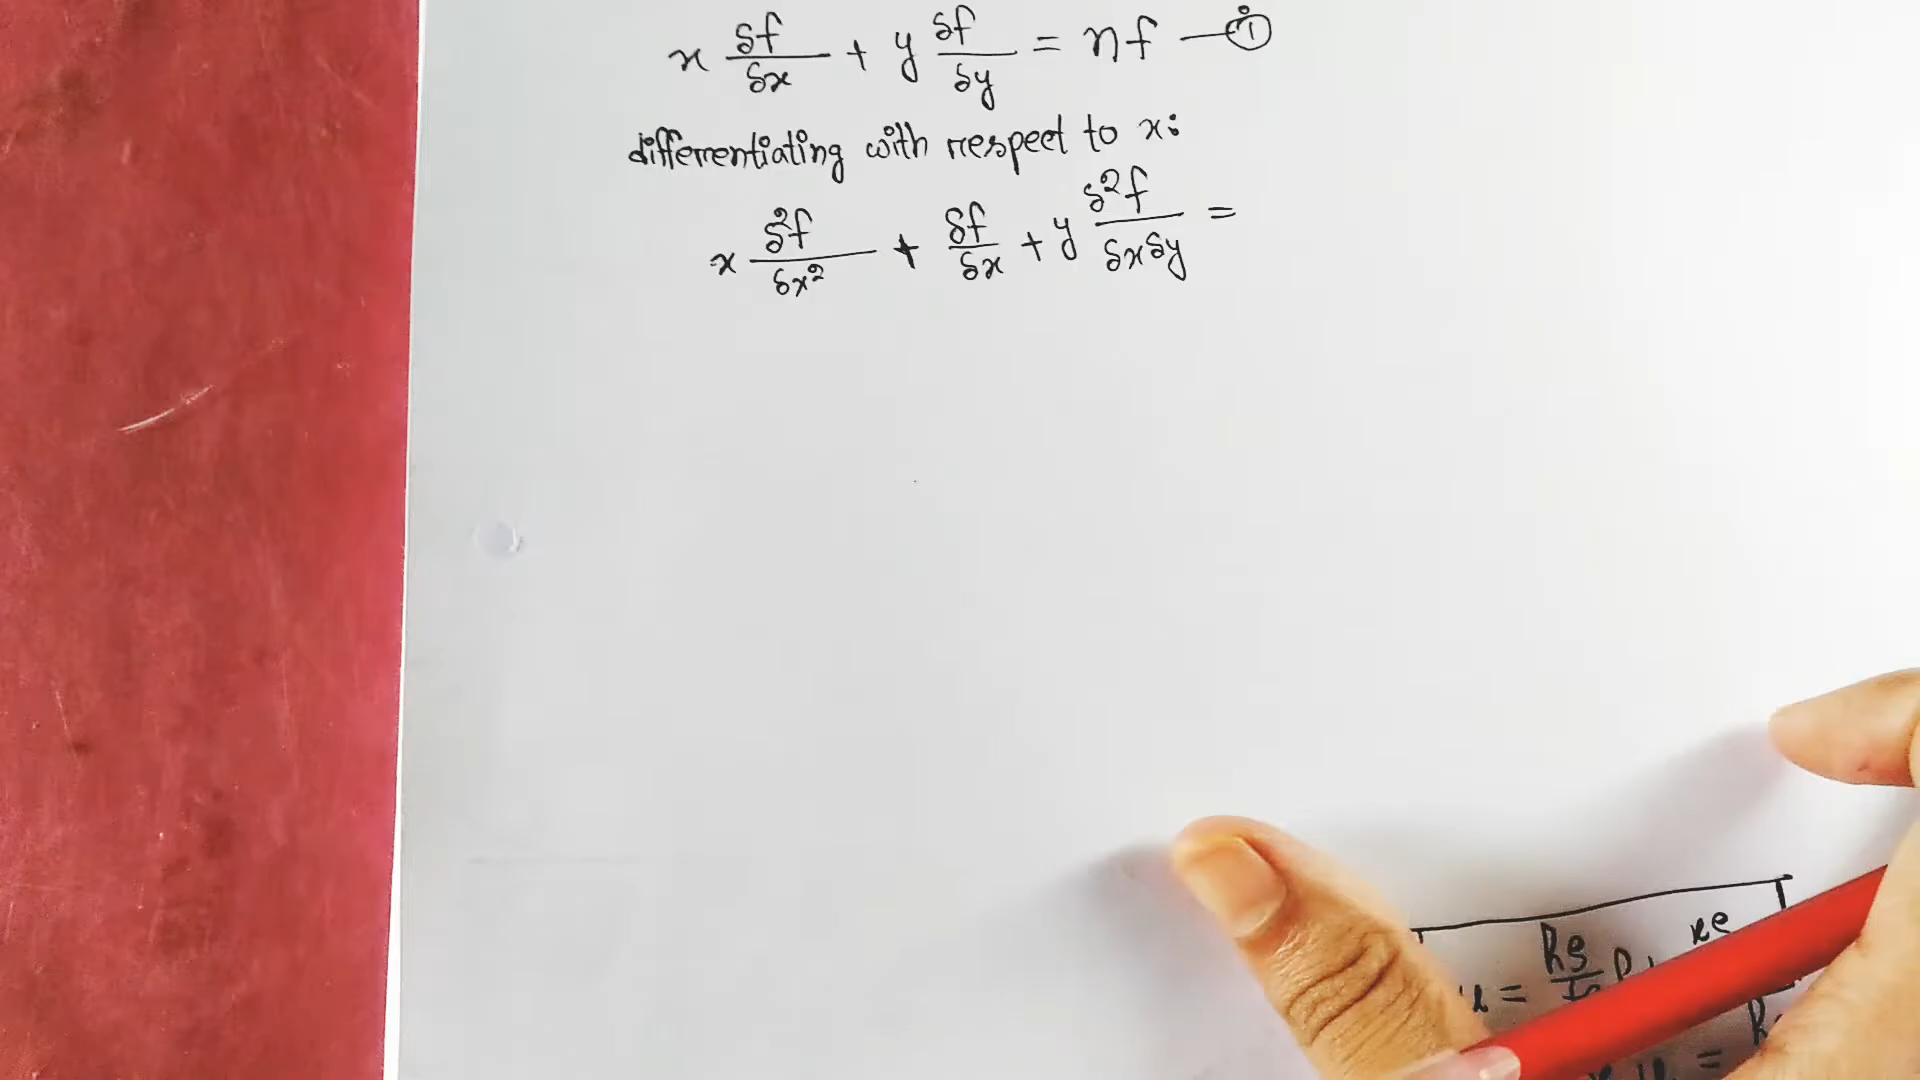 x δf/δx + y δf/δy = nf — ①
differentiating with respect to x:
x δ²f/δx² + δf/δx + y δ²f/δxδy =